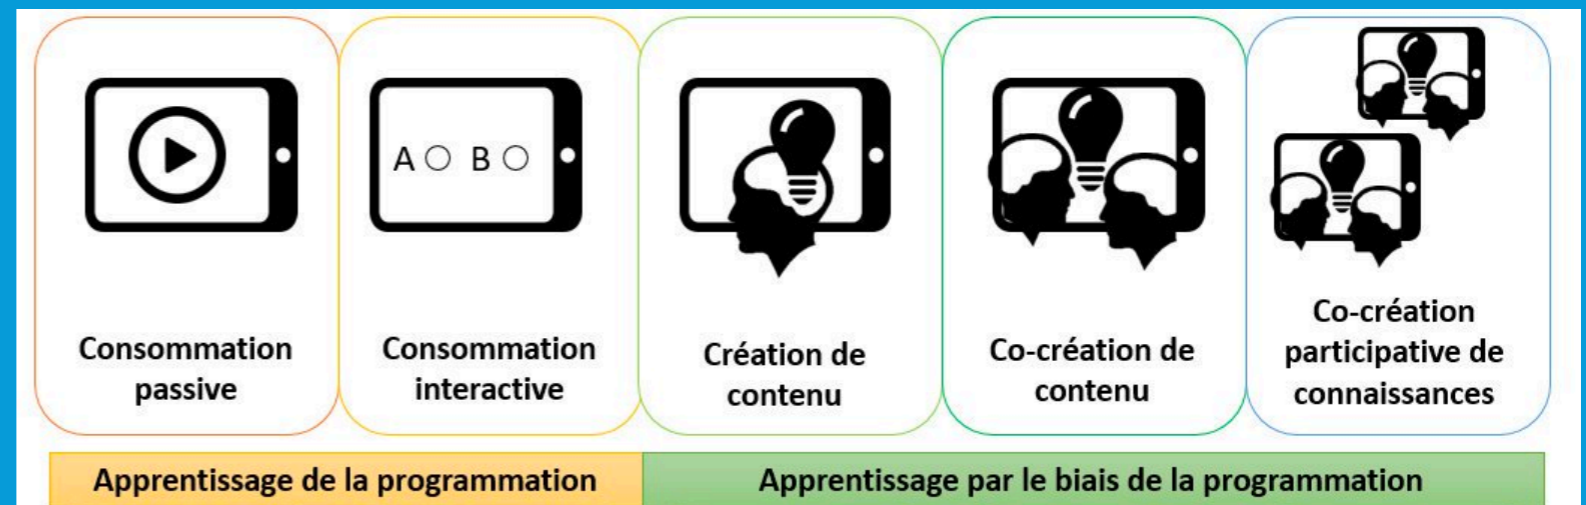 A ○ B ○
Consommation
passive
Consommation
interactive
Création de
contenu
Co-création de
contenu
Co-création
participative de
connaissances
Apprentissage de la programmation
Apprentissage par le biais de la programmation